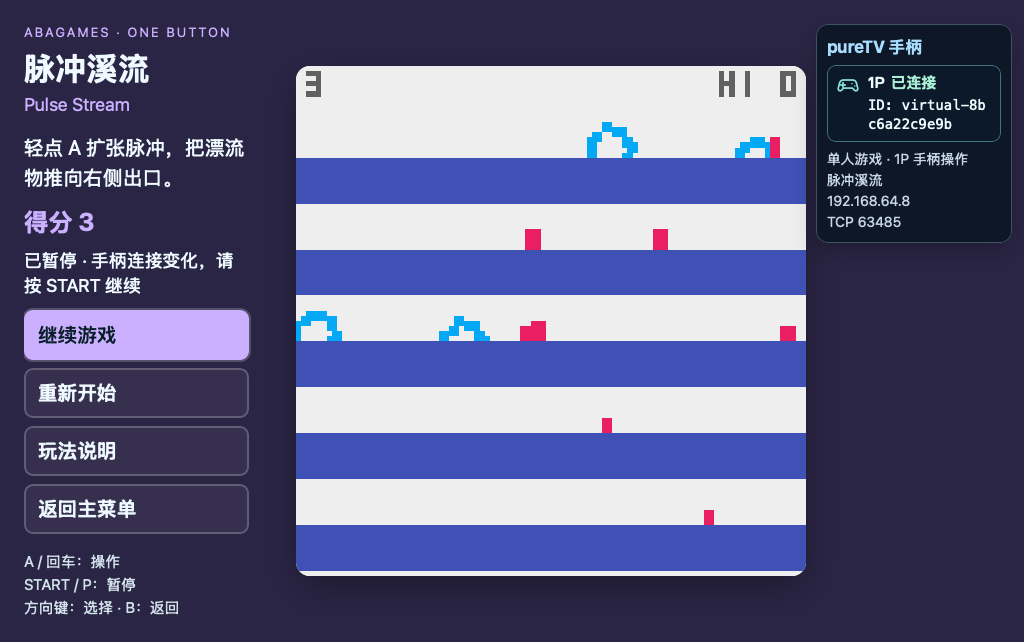 ABAGAMES · ONE BUTTON
脉冲溪流
Pulse Stream
轻点 A 扩张脉冲，把漂流
物推向右侧出口。
得分 3
已暂停 · 手柄连接变化，请
按 START 继续
继续游戏
重新开始
玩法说明
返回主菜单
A / 回车：操作
START / P：暂停
方向键：选择 · B：返回
3
HI 0
pureTV 手柄
1P 已连接
ID: virtual-8b
c6a22c9e9b
单人游戏 · 1P 手柄操作
脉冲溪流
192.168.64.8
TCP 63485